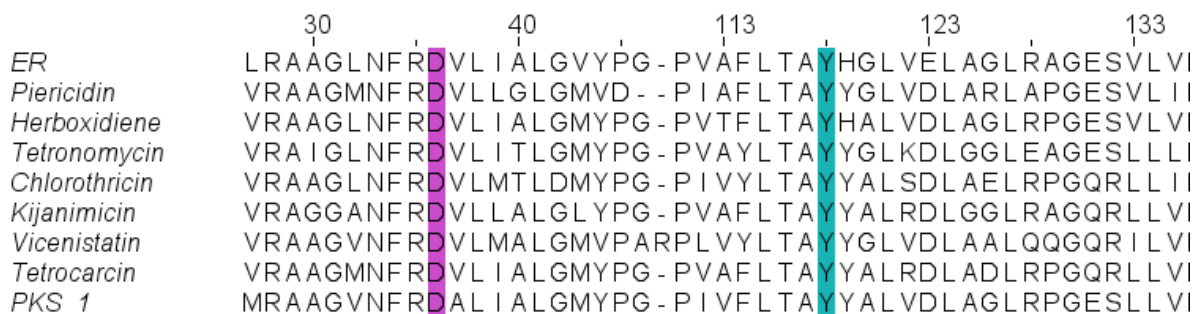 30 40 113 123 133
ER LRAAGLNFRDVLIALGVYPG-PVAFLTAYHGLVELAGLRAGESVLVI
Piericidin VRAAGMNFRDVLLGLGMVD--PIAFLTAYYGLVDLARLAPGESVLII
Herboxidiene VRAAGLNFRDVLIALGMYPG-PVTFLTAYHALVDLAGLRPGESVLVI
Tetronomycin VRAIGLNFRDVLITLGMYPG-PVAYLTAYYGLKDLGGLEAGESLLLI
Chlorothricin VRAAGLNFRDVLMTLDMYPG-PIVYLTAYYALSDLAELRPGQRLLII
Kijanimicin VRAGGANFRDVLLALGLYPG-PVAFLTAYYALRDLGGLRAGQRLLVI
Vicenistatin VRAAGVNFRDVLMALGMVPARPLVYLTAYYGLVDLAALQQGQRILVI
Tetrocarcin VRAAGMNFRDVLIALGMYPG-PVAFLTAYYALRDLADLRPGQRLLVI
PKS 1 MRAAGVNFRDALIALGMYPG-PIVFLTAYYALVDLAGLRPGESLLVI